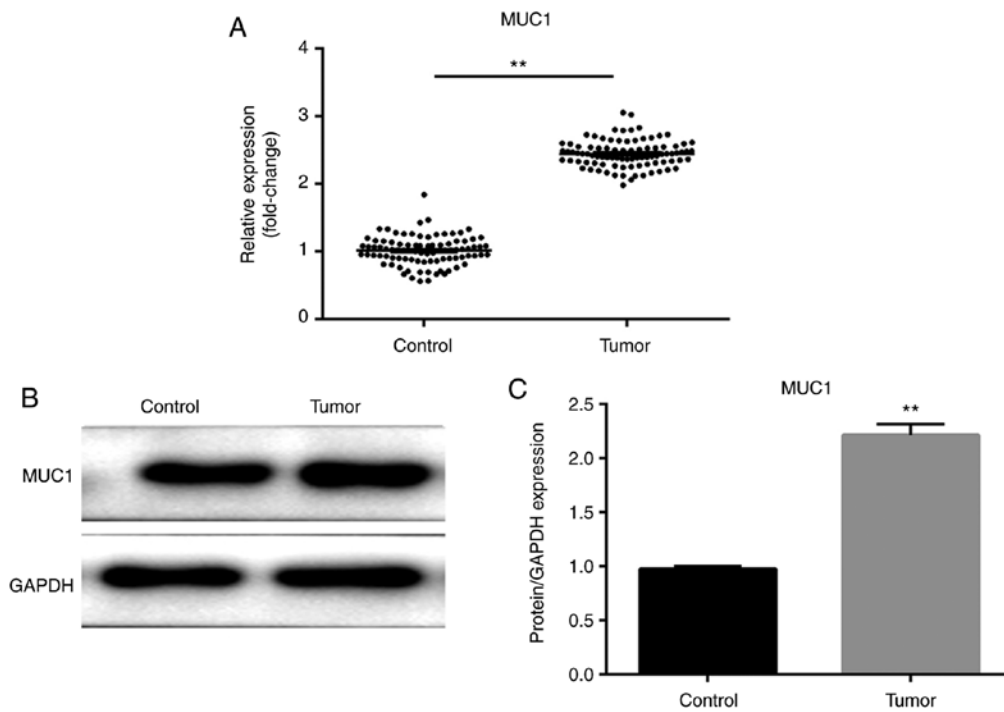 A
MUC1
Relative expression
(fold-change)
4
3
2
1
0
**
Control
Tumor
B
Control
Tumor
MUC1
GAPDH
C
MUC1
Protein/GAPDH expression
2.5
2.0
1.5
1.0
0.5
0.0
**
Control
Tumor